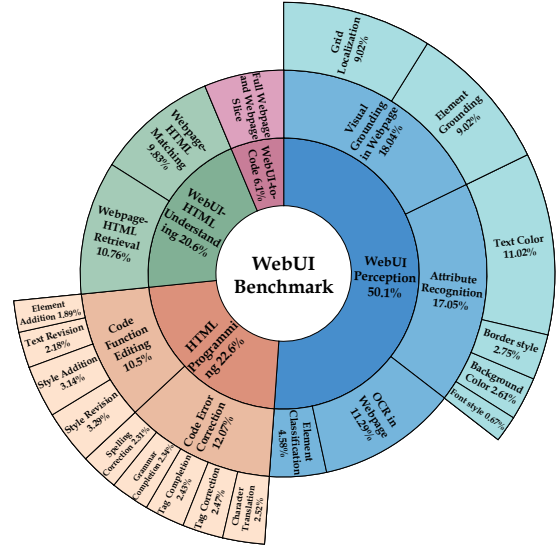 WebUI
Benchmark
WebUI
Perception
50.1%
Visual
Grounding
in Webpage
18.04%
Grid
Localization
9.02%
Element
Grounding
9.02%
Attribute
Recognition
17.05%
Text Color
11.02%
Border style
2.75%
Background
Color 2.61%
Font style 0.67%
OCR in
Webpage
11.29%
Element
Classification
4.58%
HTML
Programmi
ng 22.6%
Code Error
Correction
12.07%
Character
Translation
2.52%
Tag Correction
2.47%
Tag Completion
2.43%
Grammar
Completion 2.34%
Spelling
Correction 2.31%
Code
Function
Editing
10.5%
Style Revision
3.29%
Style Addition
3.14%
Text Revision
2.18%
Element
Addition 1.89%
WebUI-
HTML
Understand
ing 20.6%
Webpage-
HTML
Retrieval
10.76%
Webpage-
HTML
Matching
9.83%
WebUI-to-
Code 6.1%
Full Webpage
and Webpage
Slice